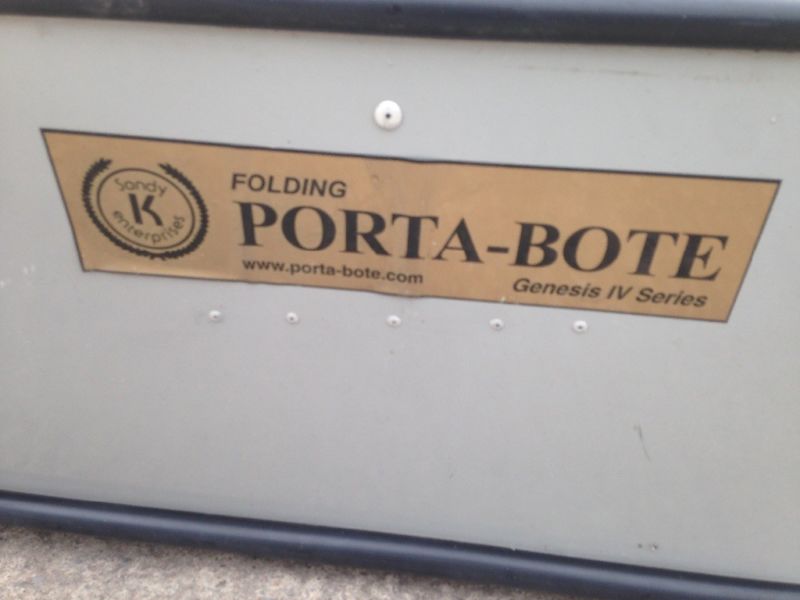 Sandy
K
enterprises
FOLDING
PORTA-BOTE
www.porta-bote.com
Genesis IV Series